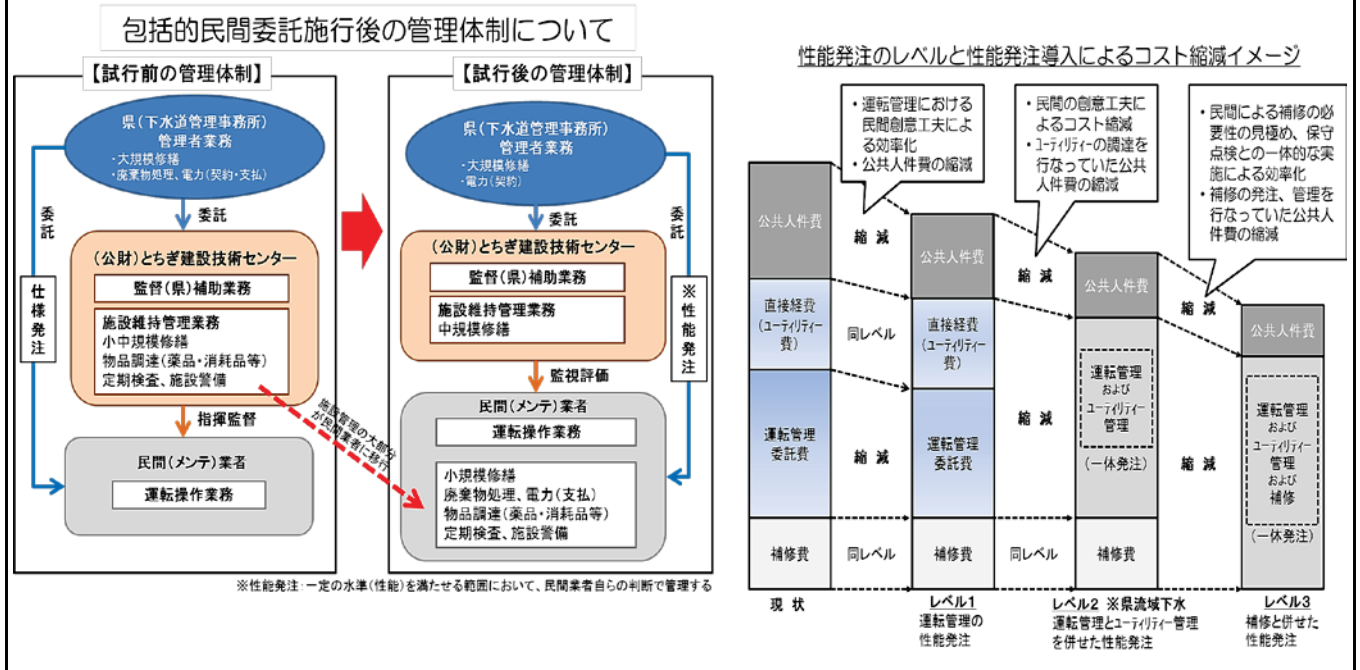 包括的民間委託施行後の管理体制について
【試行前の管理体制】
県(下水道管理事務所)
管理者業務
・大規模修繕
・廃棄物処理、電力(契約・支払)
委託
委託
仕様発注
(公財)とちぎ建設技術センター
監督(県)補助業務
施設維持管理業務
小中規模修繕
物品調達(薬品・消耗品等)
定期検査、施設警備
指揮監督
民間(メンテ)業者
運転操作業務
【試行後の管理体制】
県(下水道管理事務所)
管理者業務
・大規模修繕
・電力(契約)
委託
委託
※性能発注
(公財)とちぎ建設技術センター
監督(県)補助業務
施設維持管理業務
中規模修繕
監視評価
施設管理の大部分
が民間業者に移行
民間(メンテ)業者
運転操作業務
小規模修繕
廃棄物処理、電力(支払)
物品調達(薬品・消耗品等)
定期検査、施設警備
※性能発注:一定の水準(性能)を満たせる範囲において、民間業者自らの判断で管理する
性能発注のレベルと性能発注導入によるコスト縮減イメージ
・運転管理における
民間創意工夫によ
る効率化
・公共人件費の縮減
・民間の創意工夫に
よるコスト縮減
・ユーティリティーの調達を
行なっていた公共
人件費の縮減
・民間による補修の必
要性の見極め、保守
点検との一体的な実
施による効率化
・補修の発注、管理を
行なっていた公共人
件費の縮減
公共人件費
直接経費
(ユーティリティー
費)
運転管理
委託費
補修費
縮減
同レベル
縮減
同レベル
公共人件費
直接経費
(ユーティリティー
費)
運転管理
委託費
補修費
縮減
縮減
同レベル
公共人件費
運転管理
および
ユーティリティー
管理
(一体発注)
補修費
縮減
縮減
公共人件費
運転管理
および
ユーティリティー
管理
および
補修
(一体発注)
現状
レベル1
運転管理の
性能発注
レベル2 ※県流域下水
運転管理とユーティリティー管理
を併せた性能発注
レベル3
補修と併せた
性能発注